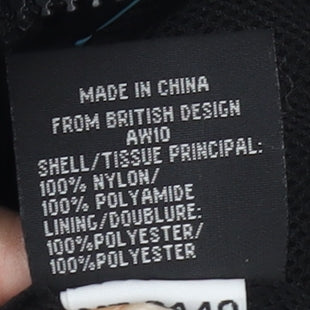 MADE IN CHINA
FROM BRITISH DESIGN
AW10
SHELL/TISSUE PRINCIPAL:
100% NYLON/
100% POLYAMIDE
LINING/DOUBLURE:
100%POLYESTER/
100%POLYESTER